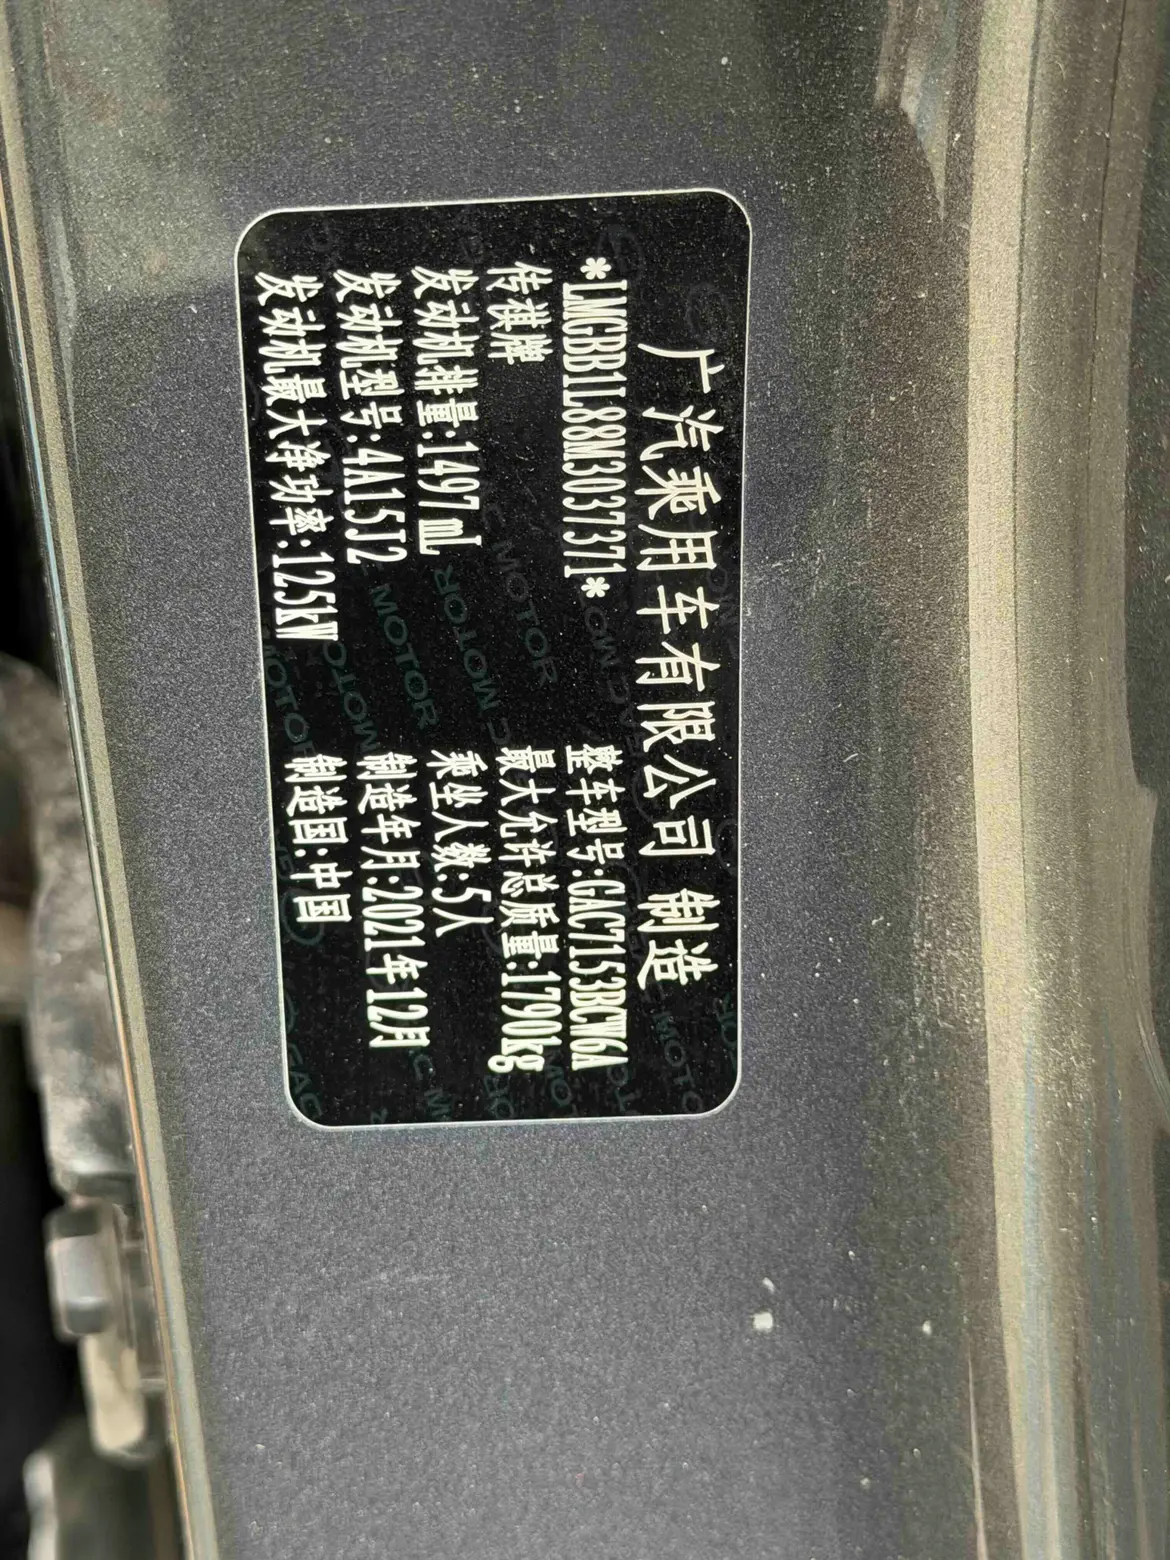 广汽乘用车有限公司 制造
*LMGBB1L88M3037371* 整车型号:GAC7153BCW6A
传祺牌 最大允许总质量:1790kg
发动机排量:1497mL 乘坐人数:5人
发动机型号:4A15J2 制造年月:2021年12月
发动机最大净功率:125kW 制造国:中国